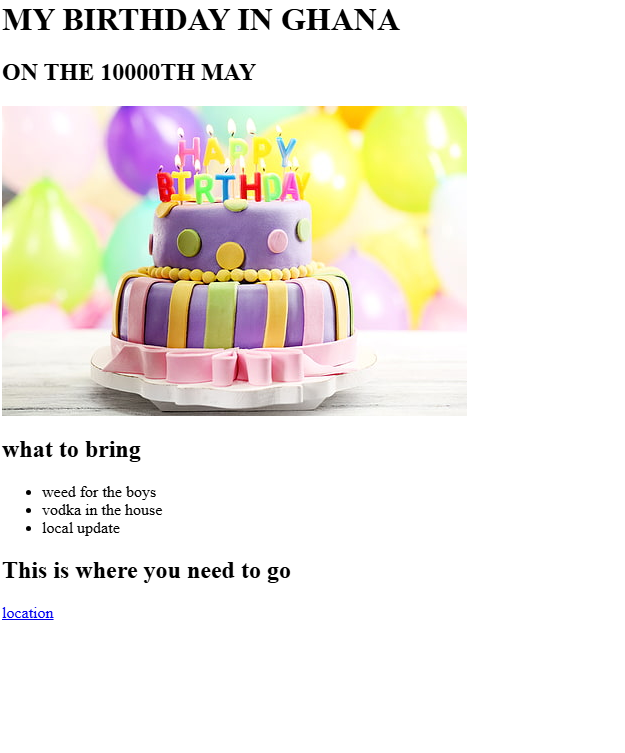 MY BIRTHDAY IN GHANA
ON THE 10000TH MAY
HAPPY
BIRTHDAY
what to bring
weed for the boys
vodka in the house
local update
This is where you need to go
location